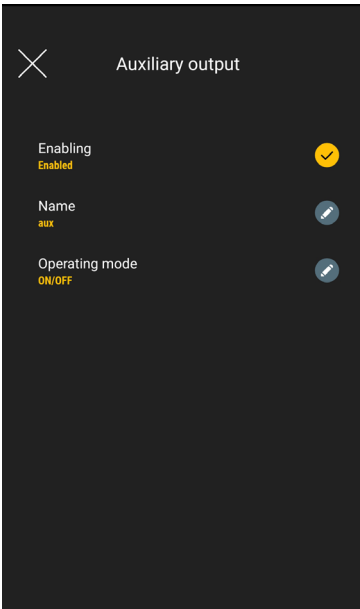 Auxiliary output
Enabling
Enabled
Name
aux
Operating mode
ON/OFF